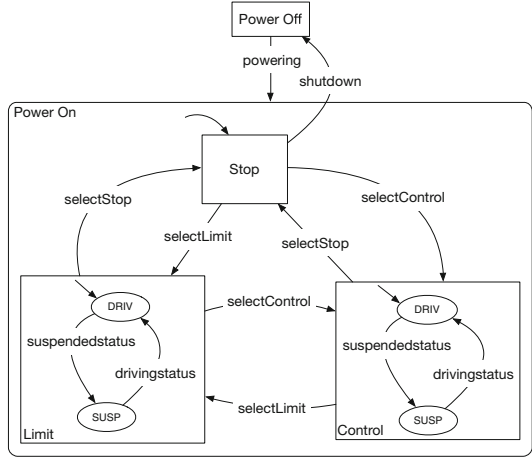 Power Off
powering
shutdown
Power On
Stop
selectStop
selectControl
selectLimit
selectStop
DRIV
selectControl
DRIV
suspendedstatus
suspendedstatus
drivingstatus
drivingstatus
selectLimit
SUSP
SUSP
Limit
Control